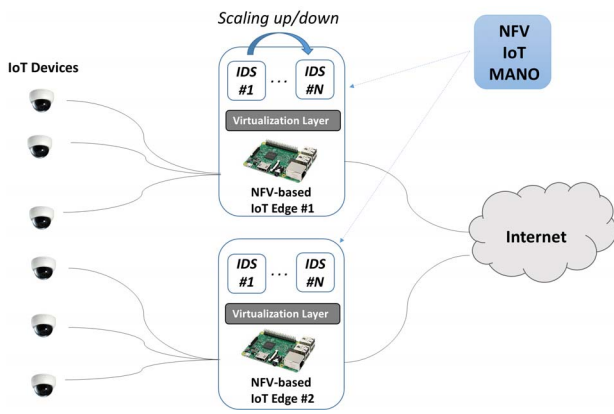 Scaling up/down
NFV
IoT
MANO
IoT Devices
IDS ... IDS
#1 #N
Virtualization Layer
NFV-based
IoT Edge #1
Internet
IDS ... IDS
#1 #N
Virtualization Layer
NFV-based
IoT Edge #2